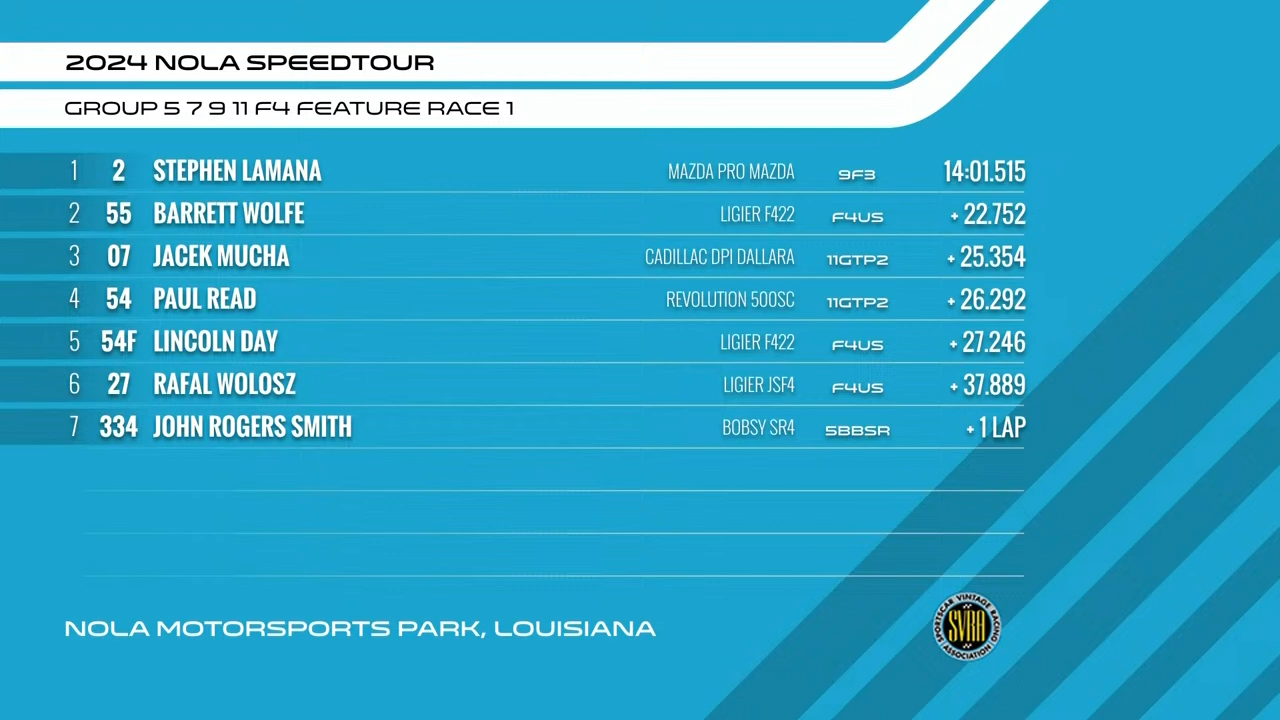 2024 NOLA SPEEDTOUR
GROUP 5 7 9 11 F4 FEATURE RACE 1
1 2 STEPHEN LAMANA MAZDA PRO MAZDA 9F3 14:01.515
2 55 BARRETT WOLFE LIGIER F422 F4US + 22.752
3 07 JACEK MUCHA CADILLAC DPI DALLARA 11GTP2 + 25.354
4 54 PAUL READ REVOLUTION 500SC 11GTP2 + 26.292
5 54F LINCOLN DAY LIGIER F422 F4US + 27.246
6 27 RAFAL WOLOSZ LIGIER JSF4 F4US + 37.889
7 334 JOHN ROGERS SMITH BOBSY SR4 5BBSR + 1 LAP
NOLA MOTORSPORTS PARK, LOUISIANA
SPORTSCAR VINTAGE RACING
SVRA
ASSOCIATION